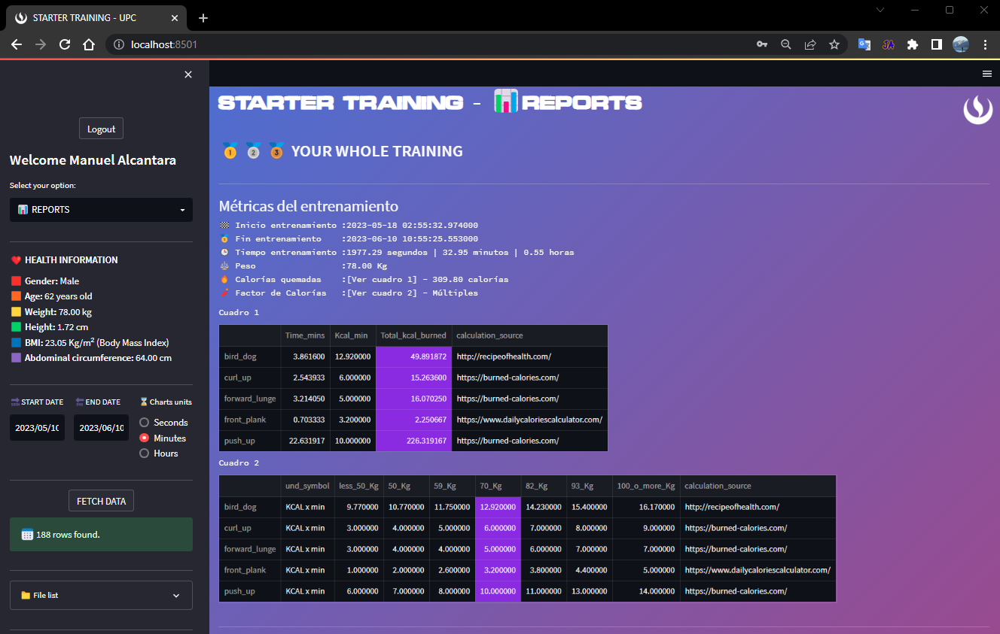 STARTER TRAINING - UPC
localhost:8501
Logout
Welcome Manuel Alcantara
Select your option:
REPORTS
HEALTH INFORMATION
Gender: Male
Age: 62 years old
Weight: 78.00 kg
Height: 1.72 cm
BMI: 23.05 Kg/m² (Body Mass Index)
Abdominal circumference: 64.00 cm
START DATE END DATE Charts units
2023/05/10 2023/06/10 Seconds
Minutes
Hours
FETCH DATA
188 rows found.
File list
STARTER TRAINING - REPORTS
1 2 3 YOUR WHOLE TRAINING
Métricas del entrenamiento
Inicio entrenamiento :2023-05-18 02:55:32.974000
Fin entrenamiento :2023-06-10 10:55:25.553000
Tiempo entrenamiento :1977.29 segundos | 32.95 minutos | 0.55 horas
Peso :78.00 Kg
Calorías quemadas :[Ver cuadro 1] - 309.80 calorías
Factor de Calorías :[Ver cuadro 2] - Múltiples
Cuadro 1
Time_mins Kcal_min Total_kcal_burned calculation_source
bird_dog 3.861600 12.920000 49.891872 http://recipeofhealth.com/
curl_up 2.543933 6.000000 15.263600 https://burned-calories.com/
forward_lunge 3.214050 5.000000 16.070250 https://burned-calories.com/
front_plank 0.703333 3.200000 2.250667 https://www.dailycaloriescalculator.com/
push_up 22.631917 10.000000 226.319167 https://burned-calories.com/
Cuadro 2
und_symbol less_50_Kg 50_Kg 59_Kg 70_Kg 82_Kg 93_Kg 100_o_more_Kg calculation_source
bird_dog KCAL x min 9.770000 10.770000 11.750000 12.920000 14.230000 15.400000 16.170000 http://recipeofhealth.com/
curl_up KCAL x min 3.000000 4.000000 5.000000 6.000000 7.000000 8.000000 9.000000 https://burned-calories.com/
forward_lunge KCAL x min 3.000000 4.000000 4.000000 5.000000 6.000000 7.000000 7.000000 https://burned-calories.com/
front_plank KCAL x min 1.000000 2.000000 2.600000 3.200000 3.800000 4.400000 5.000000 https://www.dailycaloriescalculator.com/
push_up KCAL x min 6.000000 7.000000 8.000000 10.000000 11.000000 13.000000 14.000000 https://burned-calories.com/